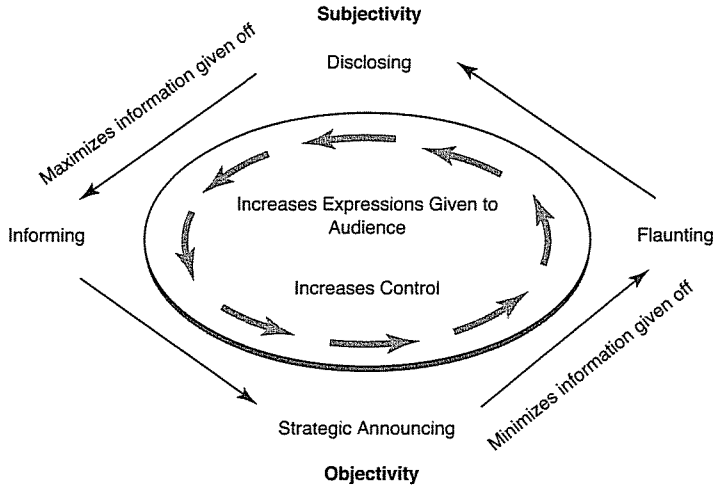 Subjectivity
Disclosing
Maximizes information given off
Increases Expressions Given to
Audience
Informing
Flaunting
Increases Control
Minimizes information given off
Strategic Announcing
Objectivity